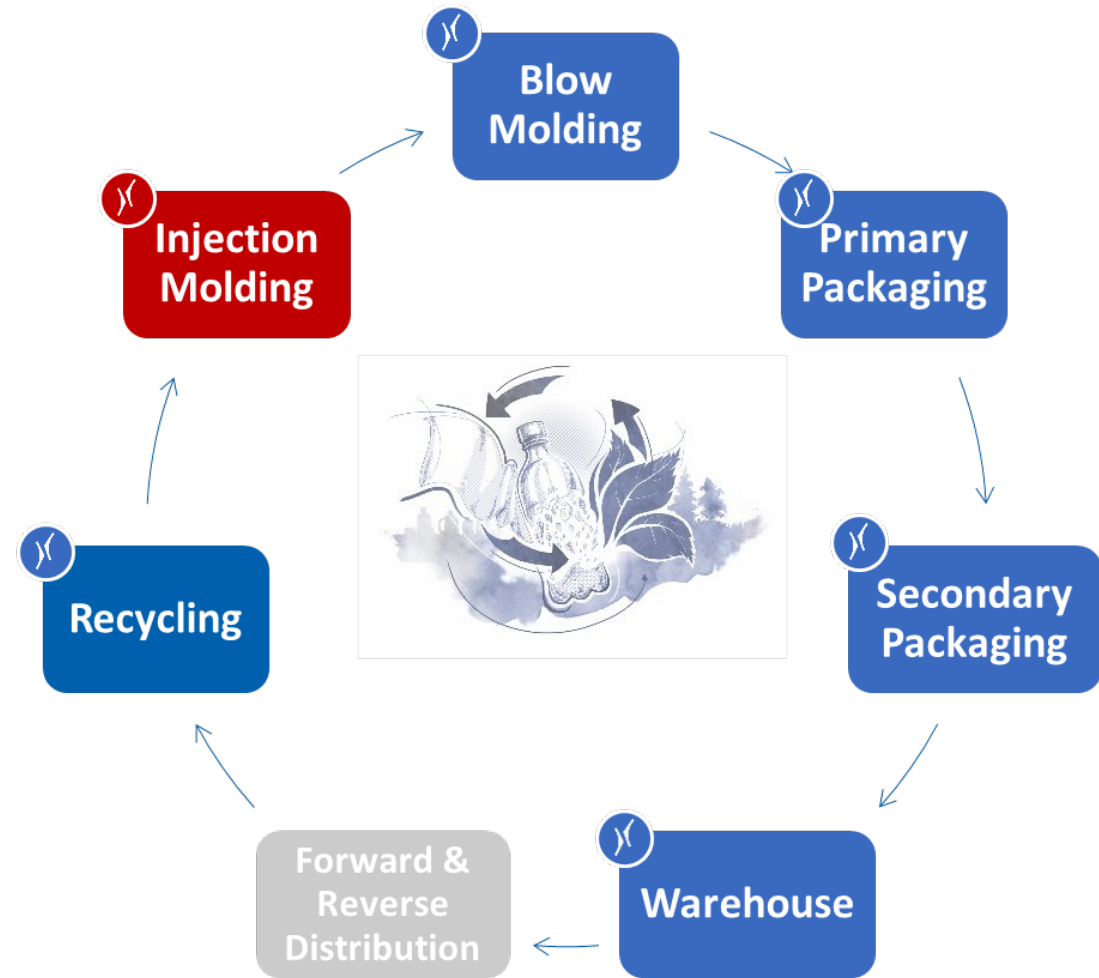 Blow
Molding
Injection
Molding
Primary
Packaging
Recycling
Secondary
Packaging
Forward &
Reverse
Distribution
Warehouse